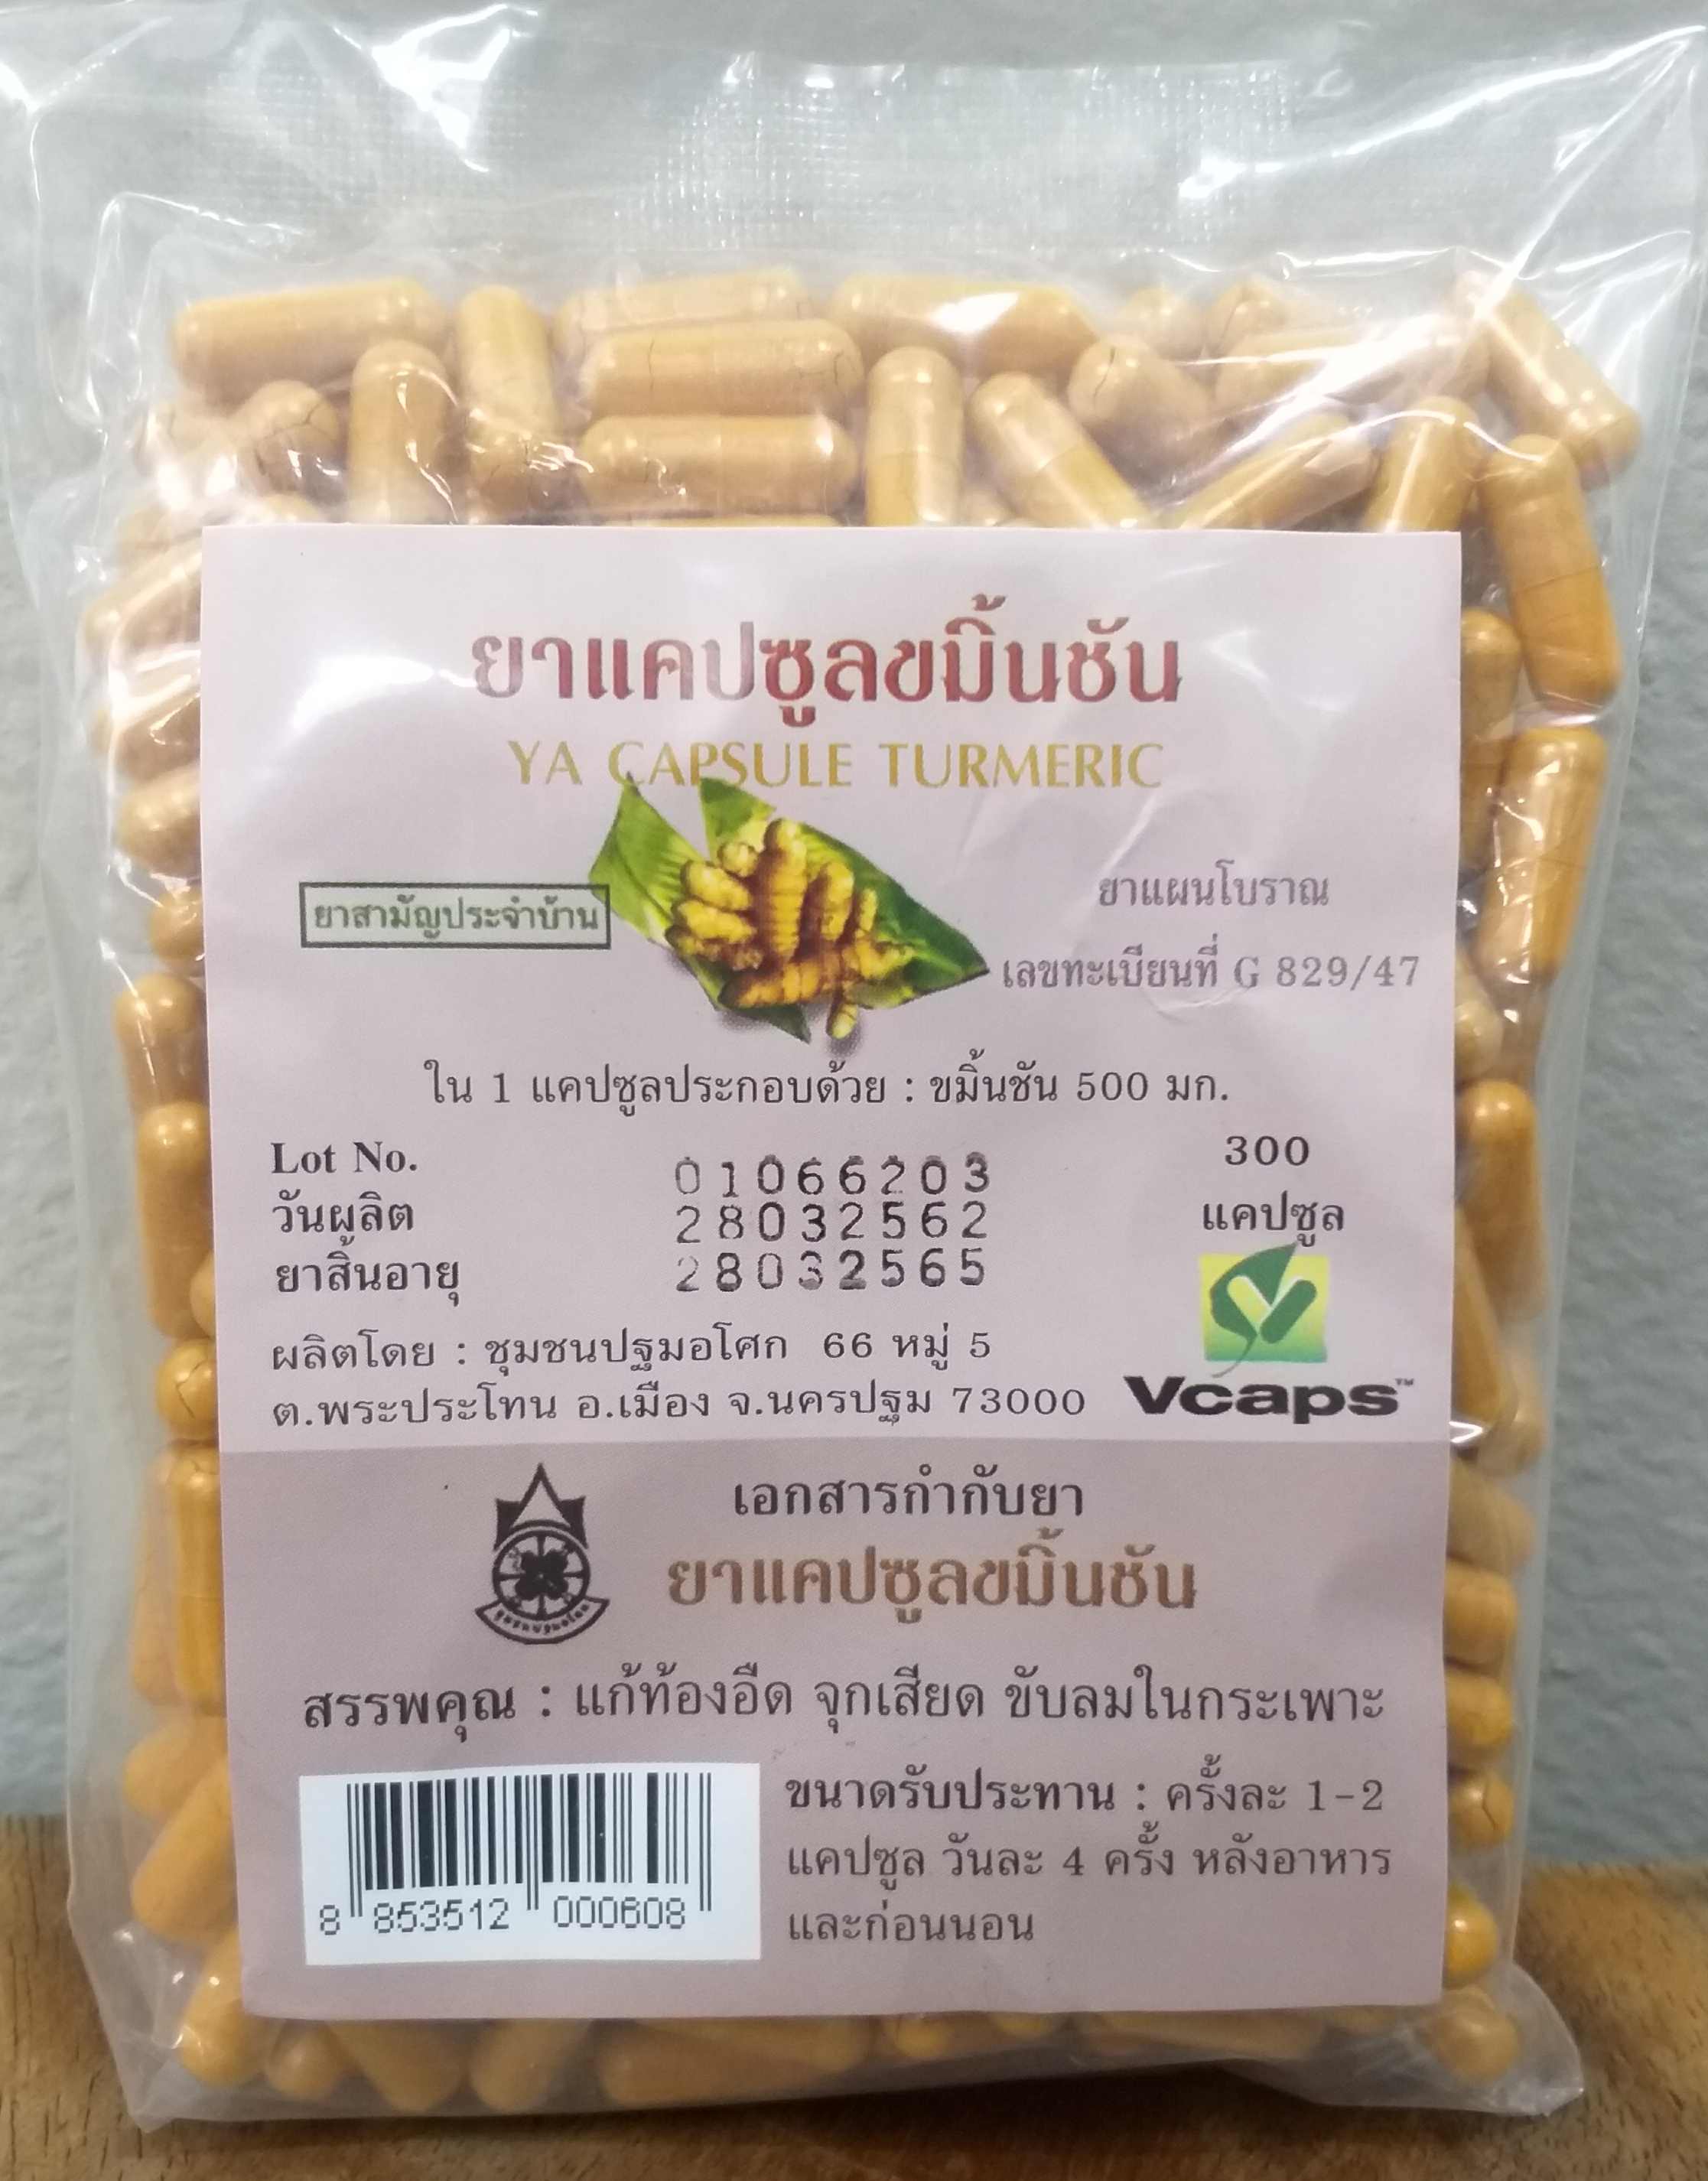 ยาแคปซูลขมิ้นชัน
YA CAPSULE TURMERIC
ยาสามัญประจำบ้าน
ยาแผนโบราณ
เลขทะเบียนที่ G 829/47
ใน 1 แคปซูลประกอบด้วย : ขมิ้นชัน 500 มก.
Lot No. 01066203
วันผลิต 28032562
ยาสิ้นอายุ 28032565
300
แคปซูล
ผลิตโดย : ชุมชนปฐมอโศก 66 หมู่ 5
ต.พระประโทน อ.เมือง จ.นครปฐม 73000
Vcaps™
เอกสารกำกับยา
ยาแคปซูลขมิ้นชัน
ชุมชนปฐมอโศก
สรรพคุณ : แก้ท้องอืด จุกเสียด ขับลมในกระเพาะ
ขนาดรับประทาน : ครั้งละ 1-2
แคปซูล วันละ 4 ครั้ง หลังอาหาร
และก่อนนอน
8 853512 000608